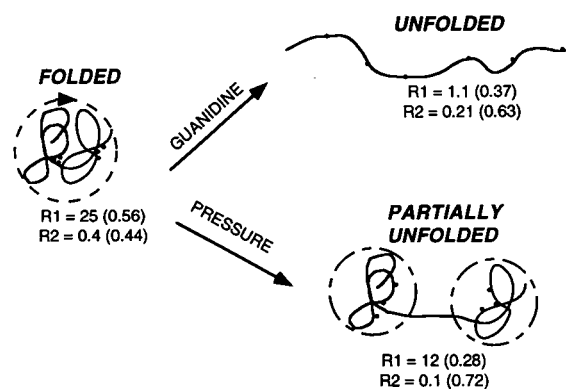 FOLDED
R1 = 25 (0.56)
R2 = 0.4 (0.44)
GUANIDINE
UNFOLDED
R1 = 1.1 (0.37)
R2 = 0.21 (0.63)
PRESSURE
PARTIALLY
UNFOLDED
R1 = 12 (0.28)
R2 = 0.1 (0.72)